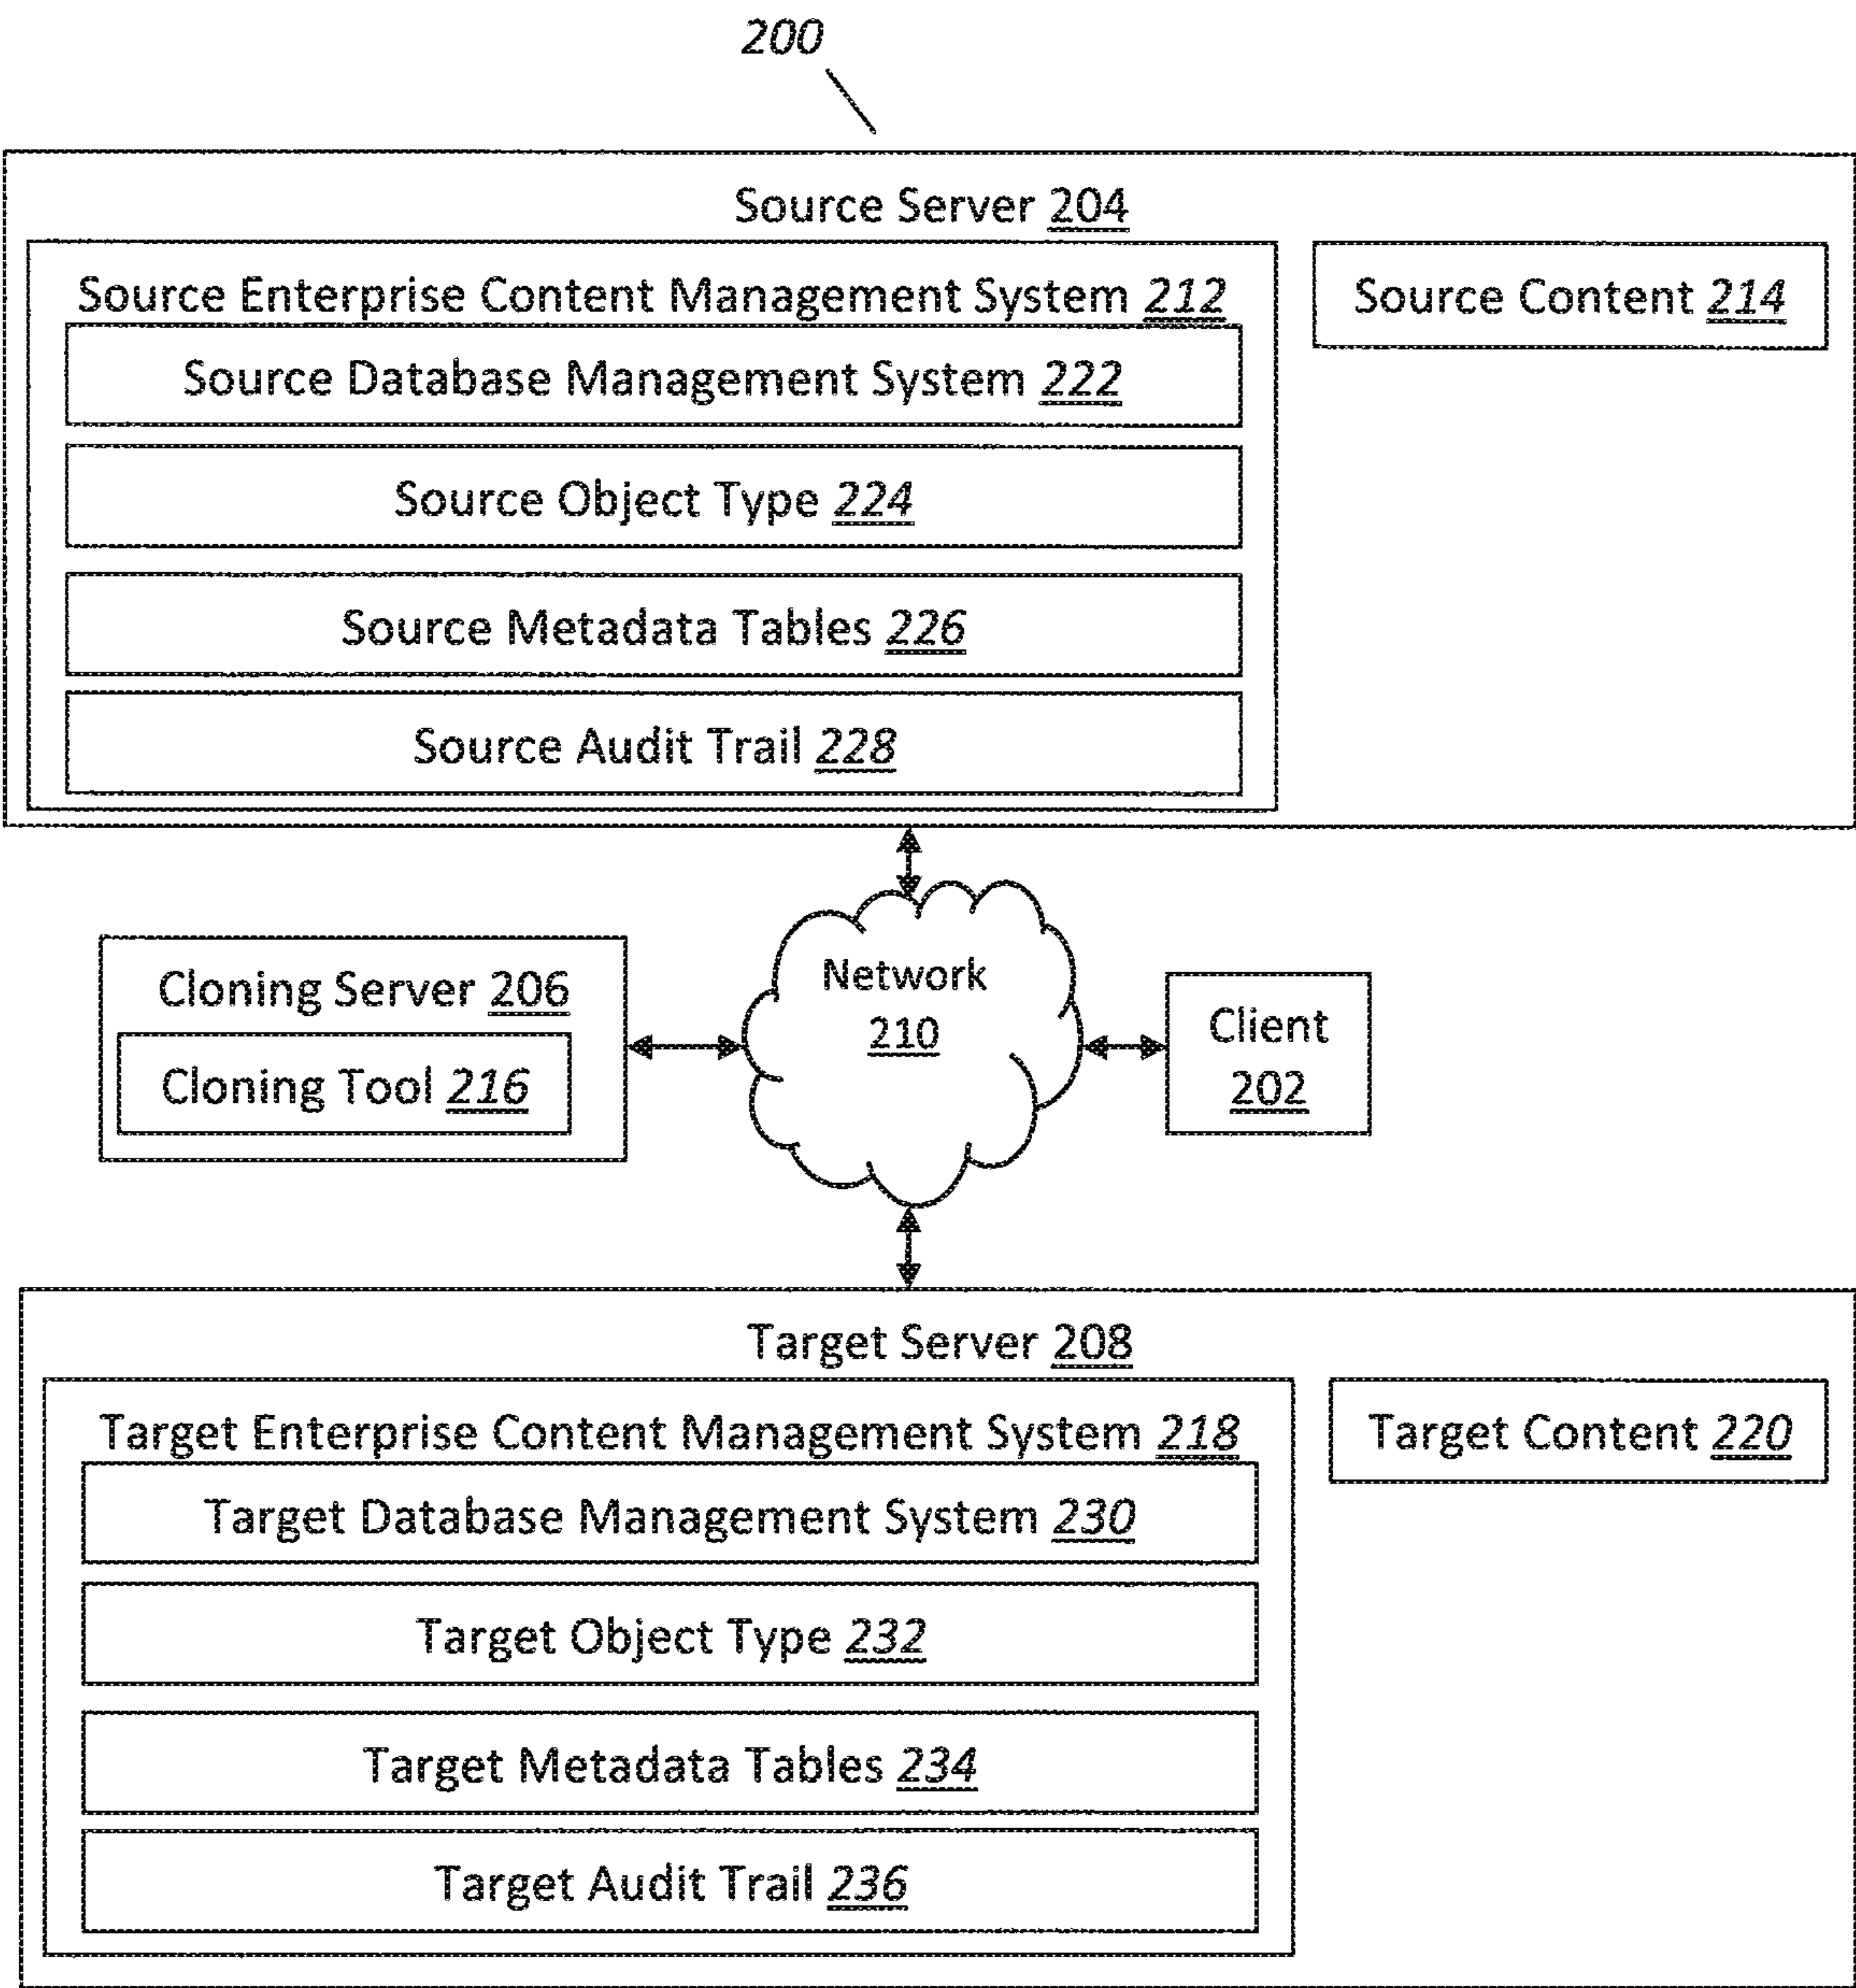 200
Source Server 204
Source Enterprise Content Management System 212
Source Content 214
Source Database Management System 222
Source Object Type 224
Source Metadata Tables 226
Source Audit Trail 228
Cloning Server 206
Cloning Tool 216
Network
210
Client
202
Target Server 208
Target Enterprise Content Management System 218
Target Content 220
Target Database Management System 230
Target Object Type 232
Target Metadata Tables 234
Target Audit Trail 236